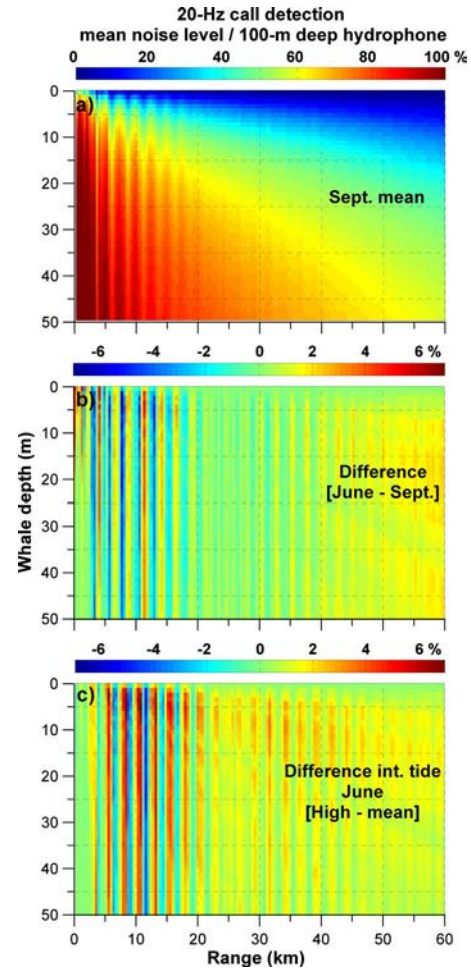 20-Hz call detection
mean noise level / 100-m deep hydrophone
0 20 40 60 80 100 %
a)
Sept. mean
0
10
20
30
40
50
-6 -4 -2 0 2 4 6 %
b)
Difference
[June - Sept.]
0
10
20
30
40
50
Whale depth (m)
-6 -4 -2 0 2 4 6 %
c)
Difference int. tide
June
[High - mean]
0
10
20
30
40
50
0 10 20 30 40 50 60
Range (km)